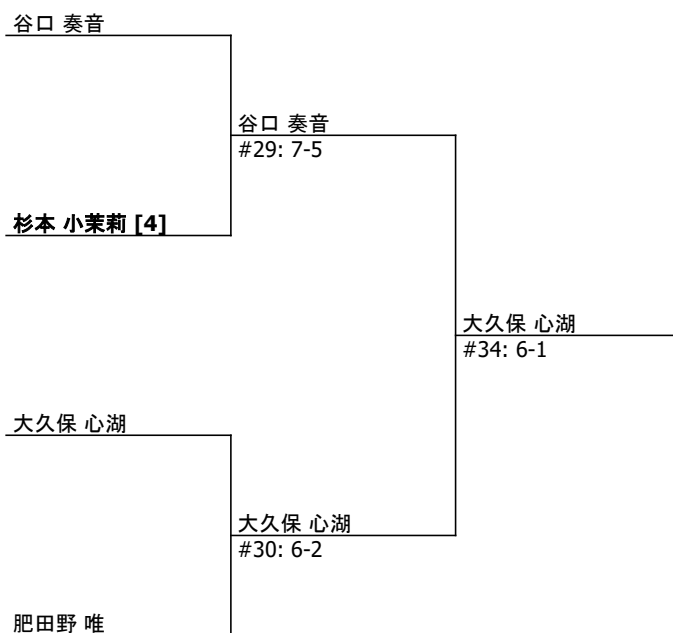 谷口 奏音
谷口 奏音
#29: 7-5
杉本 小茉莉 [4]
大久保 心湖
#34: 6-1
大久保 心湖
大久保 心湖
#30: 6-2
肥田野 唯